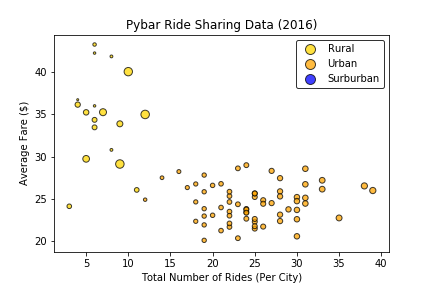 Pybar Ride Sharing Data (2016)
Rural
Urban
Surburban
Average Fare ($)
40
35
30
25
20
5 10 15 20 25 30 35 40
Total Number of Rides (Per City)